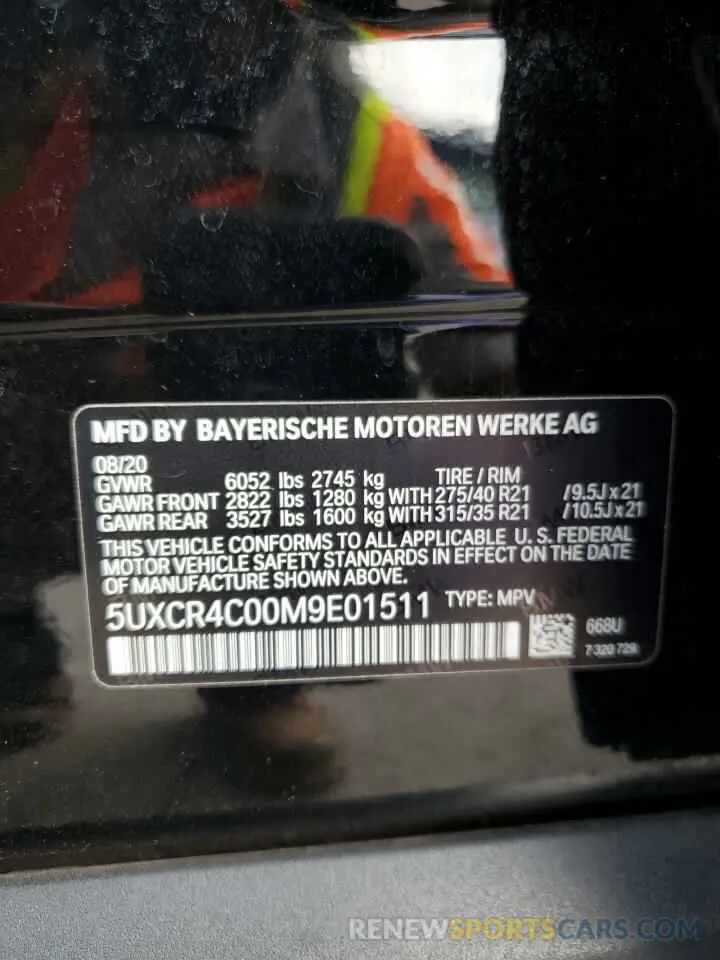 MFD BY BAYERISCHE MOTOREN WERKE AG
08/20
GVWR 6052 lbs 2745 kg TIRE / RIM
GAWR FRONT 2822 lbs 1280 kg WITH 275/40 R21 /9.5J x 21
GAWR REAR 3527 lbs 1600 kg WITH 315/35 R21 /10.5J x 21
THIS VEHICLE CONFORMS TO ALL APPLICABLE U. S. FEDERAL
MOTOR VEHICLE SAFETY STANDARDS IN EFFECT ON THE DATE
OF MANUFACTURE SHOWN ABOVE.
5UXCR4C00M9E01511 TYPE: MPV
668U
7 320 729
RENEWSPORTSCARS.COM